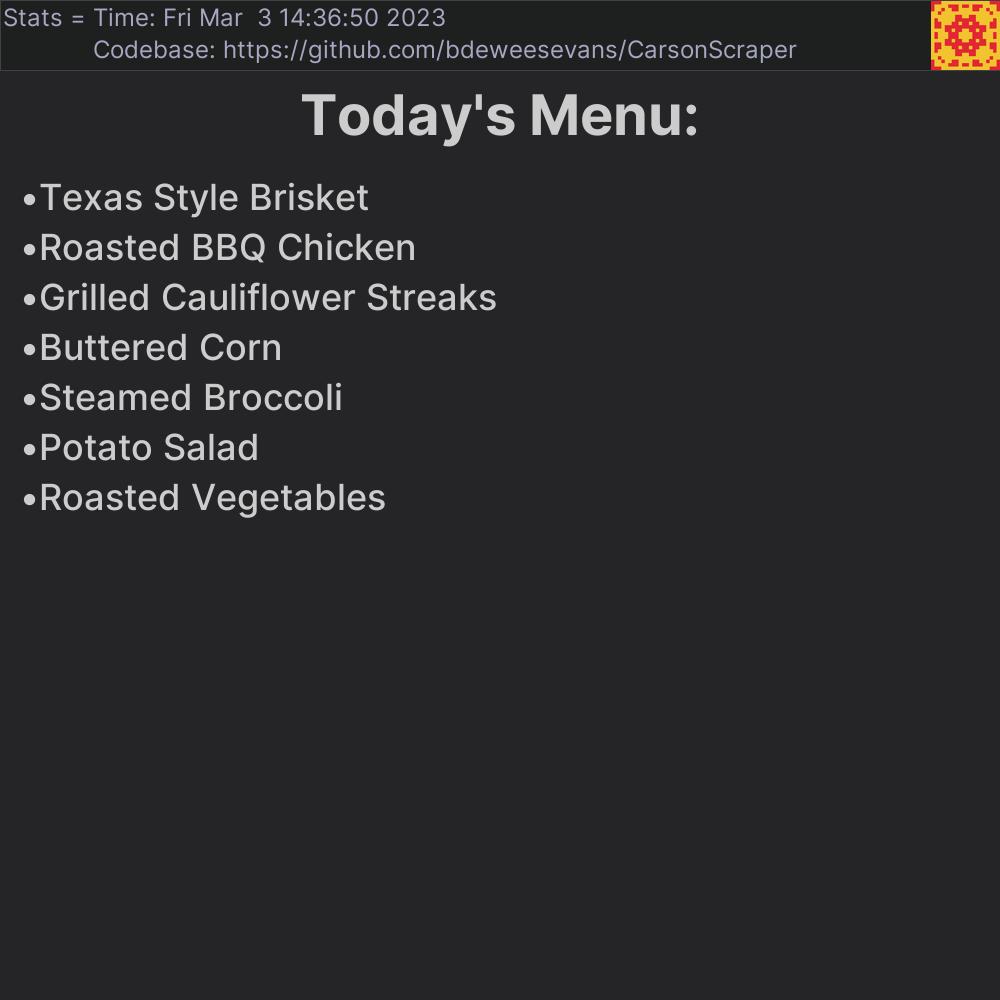 Stats = Time: Fri Mar  3 14:36:50 2023
Codebase: https://github.com/bdeweesevans/CarsonScraper
Today's Menu:
•Texas Style Brisket
•Roasted BBQ Chicken
•Grilled Cauliflower Streaks
•Buttered Corn
•Steamed Broccoli
•Potato Salad
•Roasted Vegetables